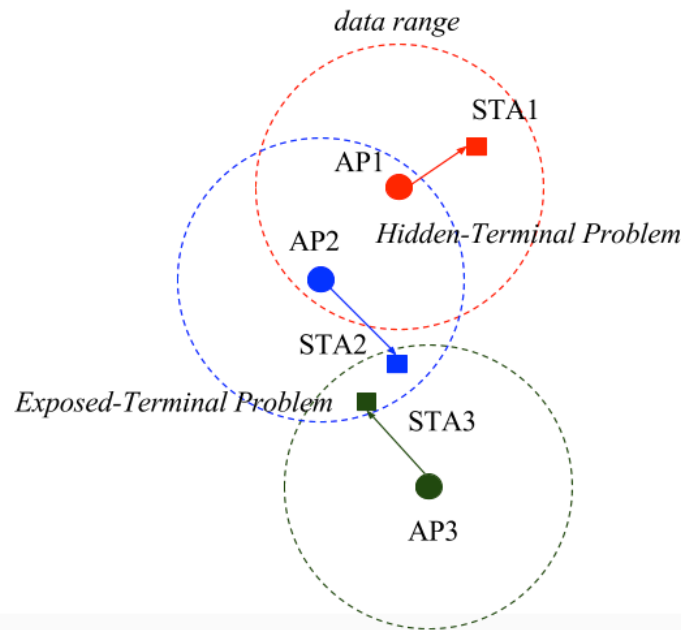 data range
STA1
AP1
Hidden-Terminal Problem
AP2
STA2
Exposed-Terminal Problem
STA3
AP3